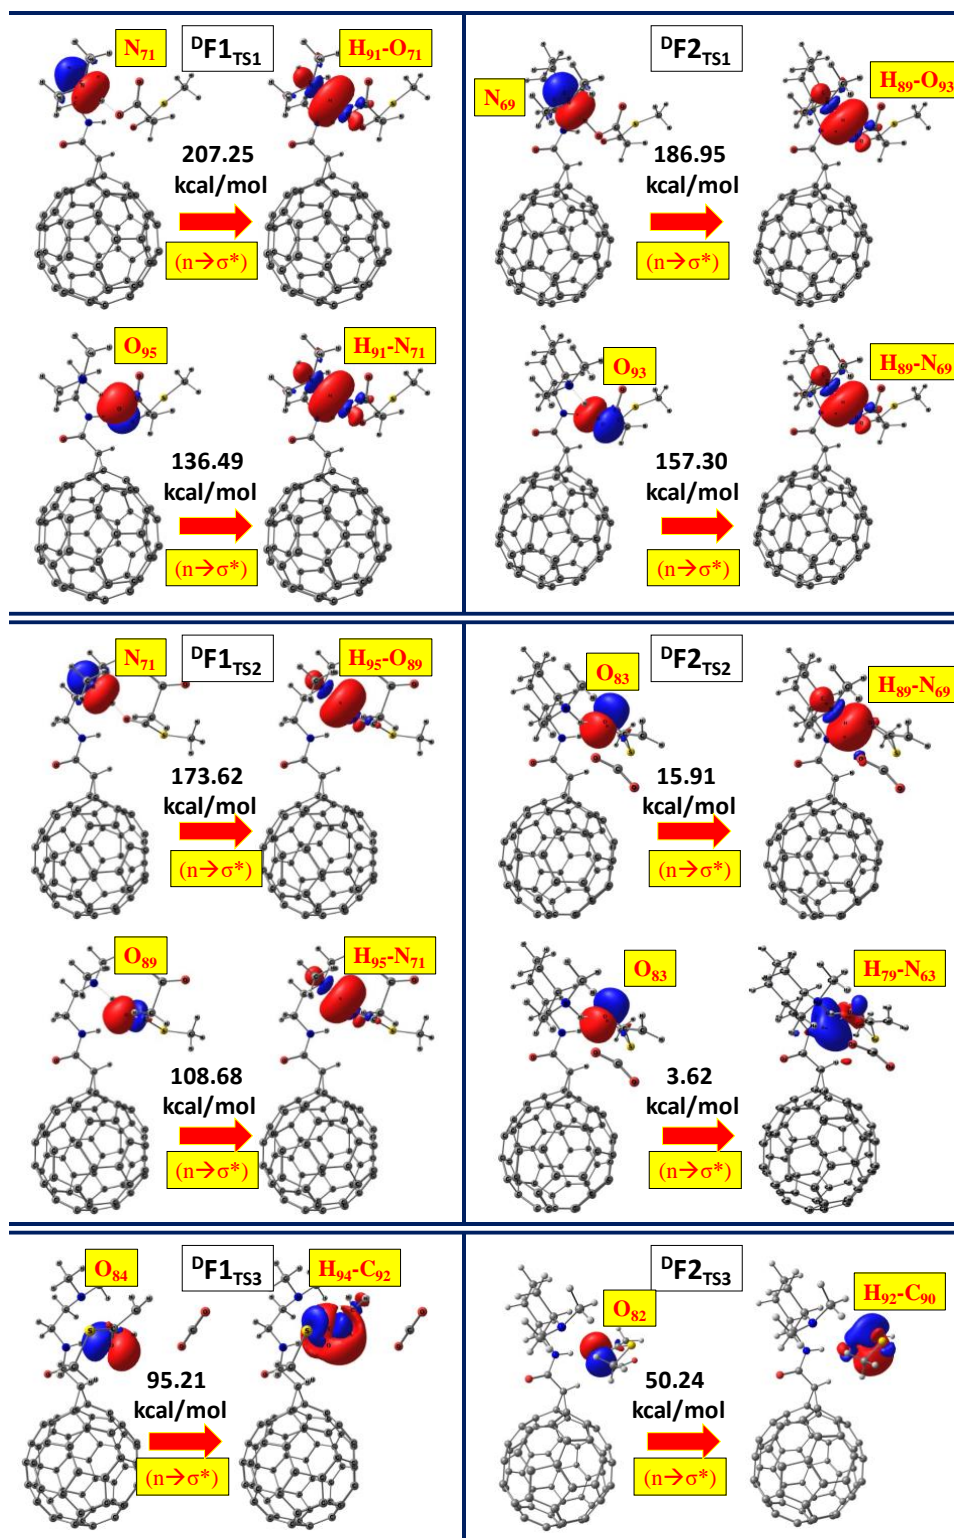 N71
DF1TS1
H91-O71
207.25
kcal/mol
(n→σ*)
O95
H91-N71
136.49
kcal/mol
(n→σ*)
DF2TS1
N69
H89-O93
186.95
kcal/mol
(n→σ*)
O93
H89-N69
157.30
kcal/mol
(n→σ*)
N71
DF1TS2
H95-O89
173.62
kcal/mol
(n→σ*)
O89
H95-N71
108.68
kcal/mol
(n→σ*)
DF2TS2
O83
H89-N69
15.91
kcal/mol
(n→σ*)
O83
H79-N63
3.62
kcal/mol
(n→σ*)
O84
DF1TS3
H94-C92
95.21
kcal/mol
(n→σ*)
DF2TS3
O82
H92-C90
50.24
kcal/mol
(n→σ*)